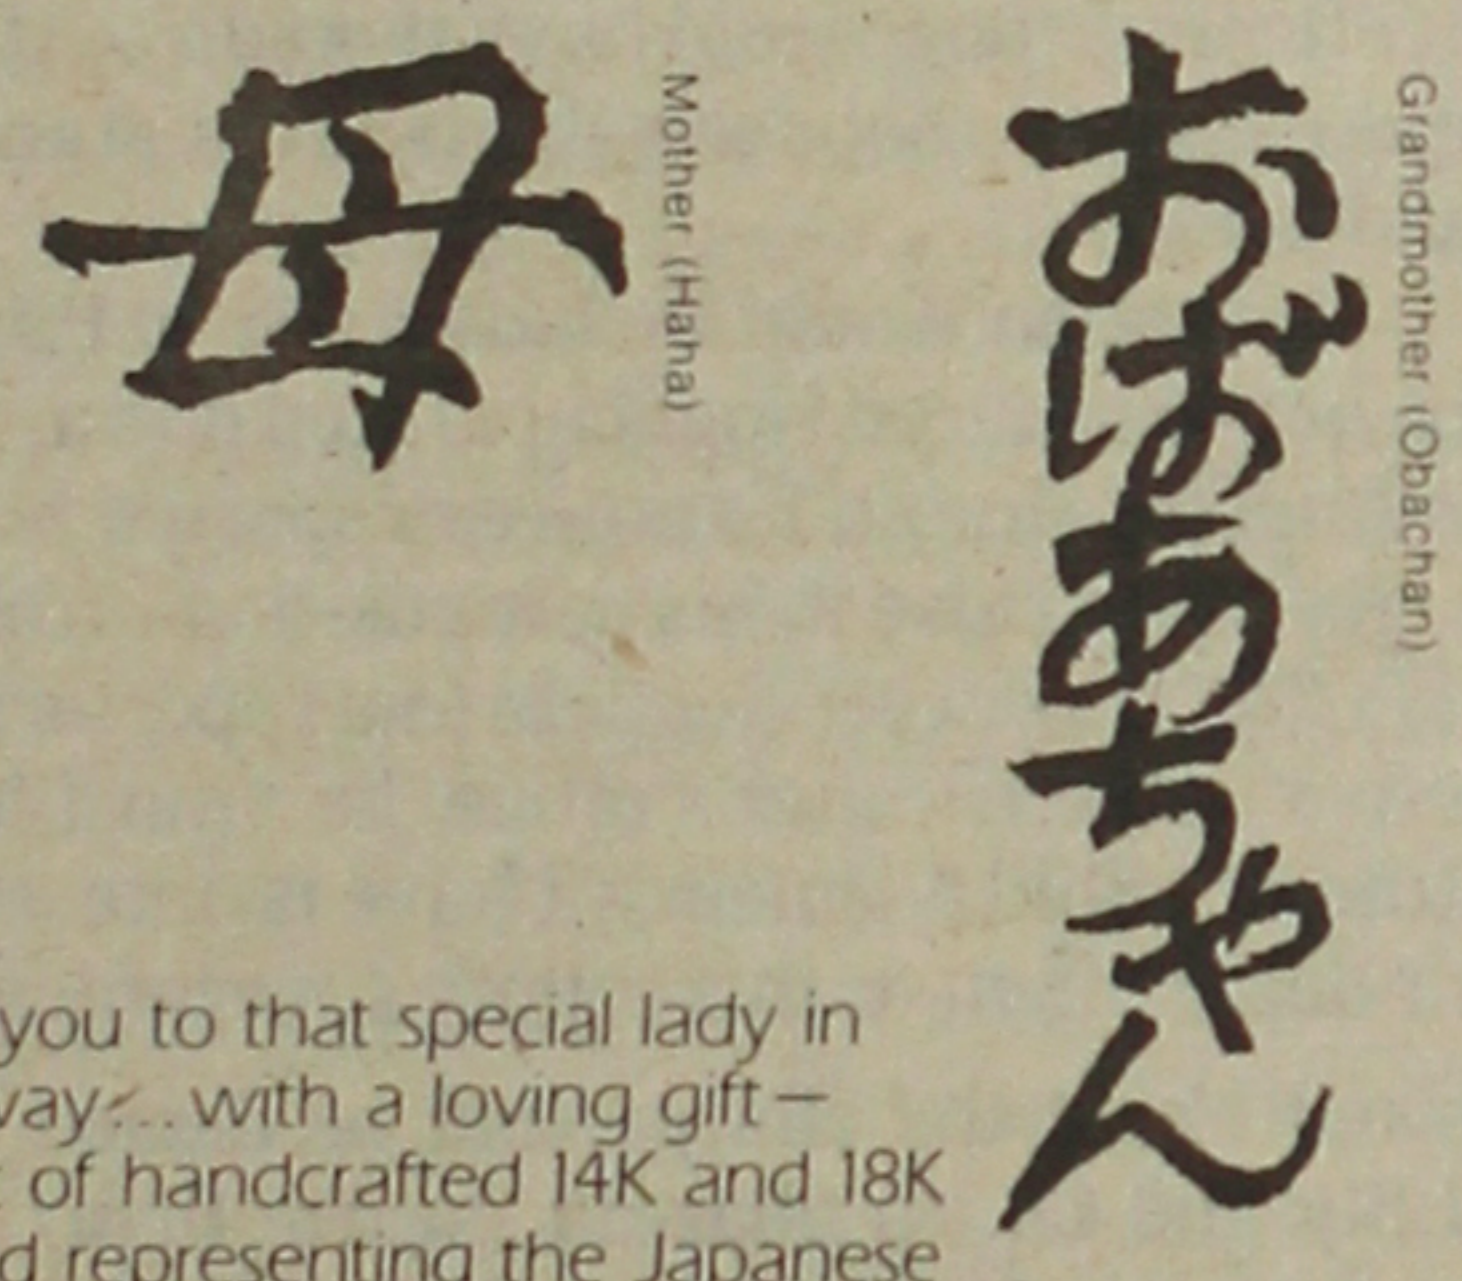 Grandmother (Obachan)
おばあちゃん
Mother (Haha)
母
you to that special lady in
... with a loving gift—
of handcrafted 14K and 18K
representing the Japanese